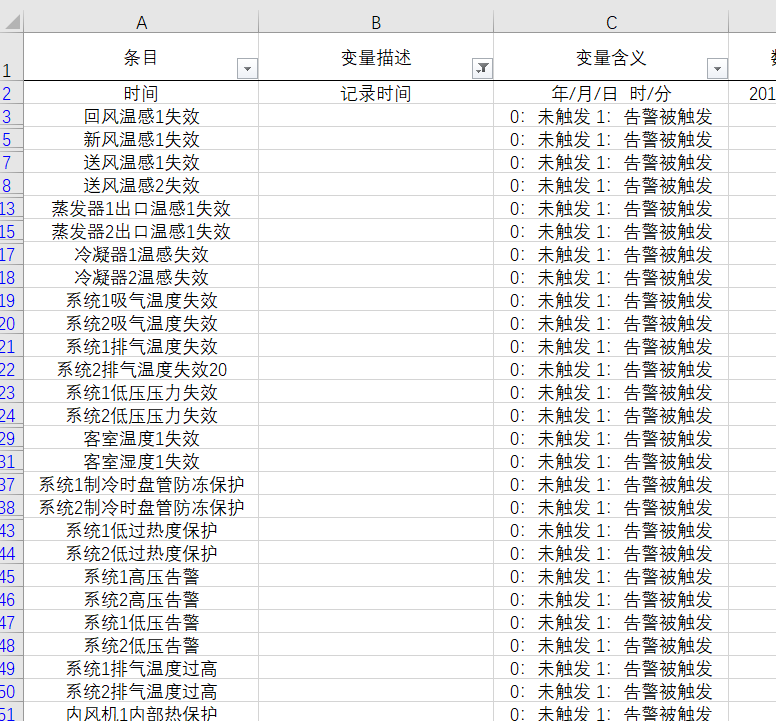 A B C
1 条目 变量描述 变量含义
2 时间 记录时间 年/月/日 时/分 201
3 回风温感1失效 0： 未触发 1： 告警被触发
5 新风温感1失效 0： 未触发 1： 告警被触发
7 送风温感1失效 0： 未触发 1： 告警被触发
8 送风温感2失效 0： 未触发 1： 告警被触发
13 蒸发器1出口温感1失效 0： 未触发 1： 告警被触发
15 蒸发器2出口温感1失效 0： 未触发 1： 告警被触发
17 冷凝器1温感失效 0： 未触发 1： 告警被触发
18 冷凝器2温感失效 0： 未触发 1： 告警被触发
19 系统1吸气温度失效 0： 未触发 1： 告警被触发
20 系统2吸气温度失效 0： 未触发 1： 告警被触发
21 系统1排气温度失效 0： 未触发 1： 告警被触发
22 系统2排气温度失效20 0： 未触发 1： 告警被触发
23 系统1低压压力失效 0： 未触发 1： 告警被触发
24 系统2低压压力失效 0： 未触发 1： 告警被触发
29 客室温度1失效 0： 未触发 1： 告警被触发
31 客室湿度1失效 0： 未触发 1： 告警被触发
37 系统1制冷时盘管防冻保护 0： 未触发 1： 告警被触发
38 系统2制冷时盘管防冻保护 0： 未触发 1： 告警被触发
43 系统1低过热度保护 0： 未触发 1： 告警被触发
44 系统2低过热度保护 0： 未触发 1： 告警被触发
45 系统1高压告警 0： 未触发 1： 告警被触发
46 系统2高压告警 0： 未触发 1： 告警被触发
47 系统1低压告警 0： 未触发 1： 告警被触发
48 系统2低压告警 0： 未触发 1： 告警被触发
49 系统1排气温度过高 0： 未触发 1： 告警被触发
50 系统2排气温度过高 0： 未触发 1： 告警被触发
51 内风机1内部热保护 0： 未触发 1： 告警被触发